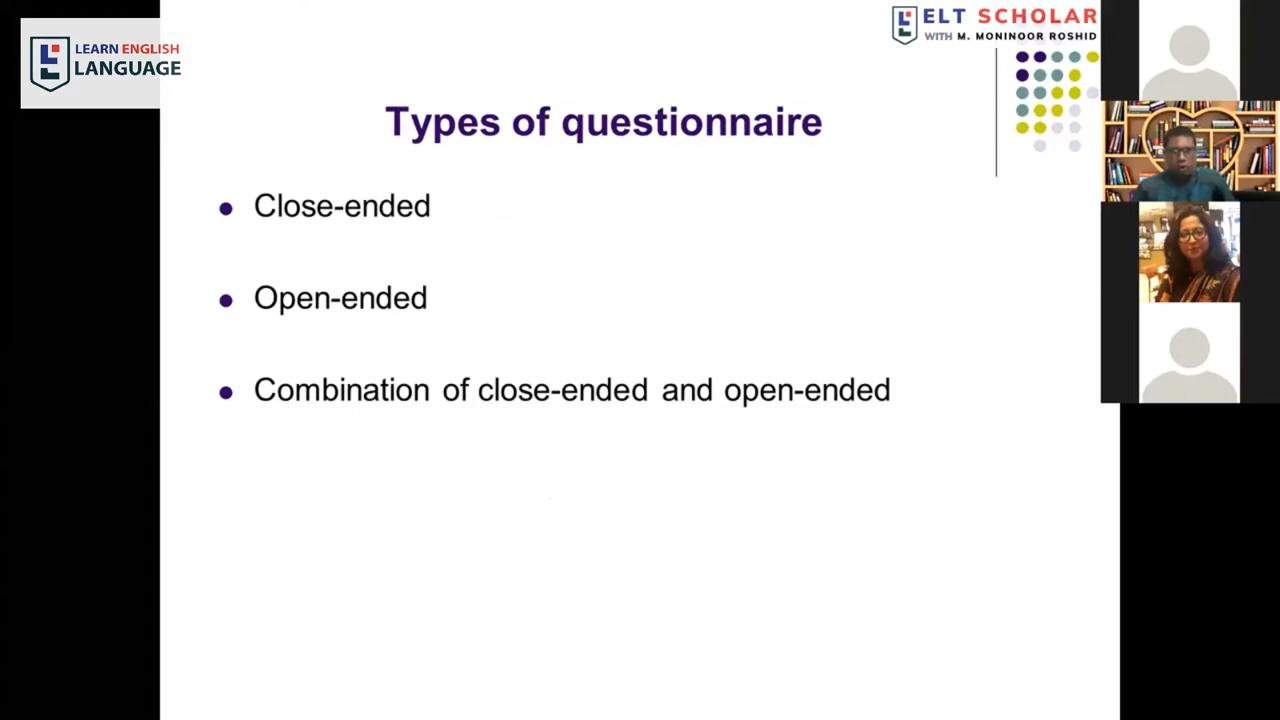 LEARN ENGLISH
LANGUAGE
ELT SCHOLAR
WITH M. MONINOOR ROSHID
Types of questionnaire
Close-ended
Open-ended
Combination of close-ended and open-ended